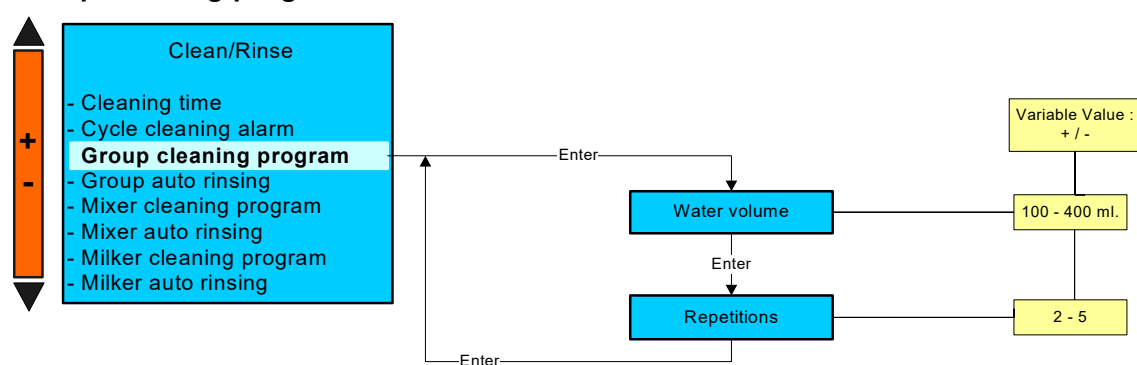 Clean/Rinse
- Cleaning time
- Cycle cleaning alarm
Group cleaning program
- Group auto rinsing
- Mixer cleaning program
- Mixer auto rinsing
- Milker cleaning program
- Milker auto rinsing
+
-
Enter
Water volume
Enter
Repetitions
Enter
Variable Value :
+ / -
100 - 400 ml.
2 - 5